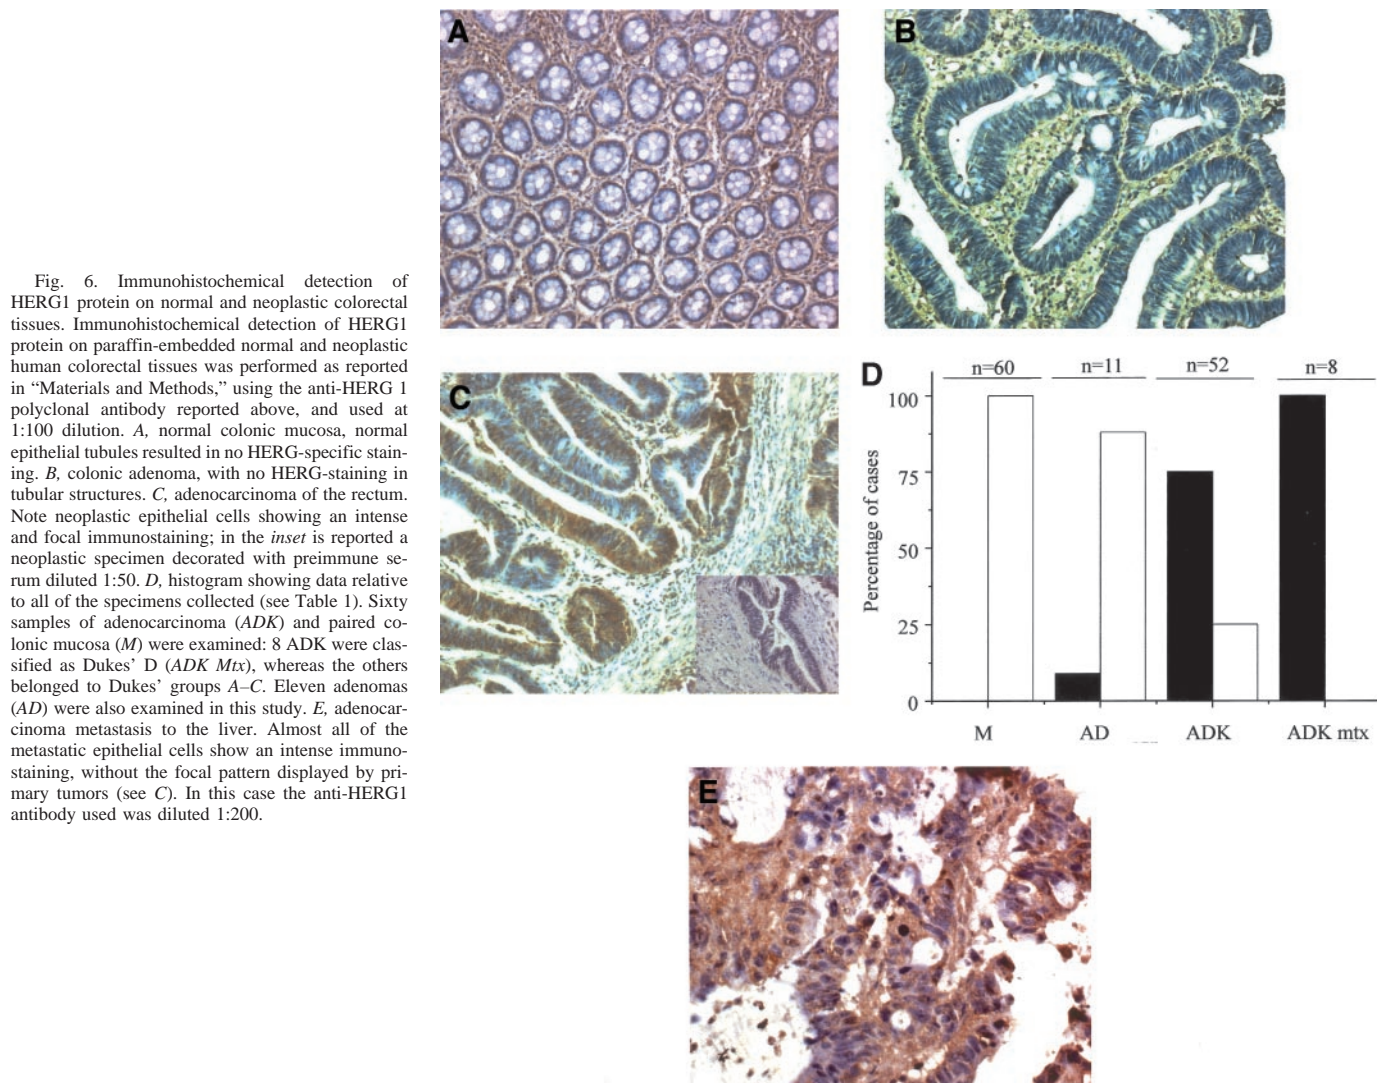 Fig. 6. Immunohistochemical detection of
HERG1 protein on normal and neoplastic colorectal
tissues. Immunohistochemical detection of HERG1
protein on paraffin-embedded normal and neoplastic
human colorectal tissues was performed as reported
in “Materials and Methods,” using the anti-HERG 1
polyclonal antibody reported above, and used at
1:100 dilution. A, normal colonic mucosa, normal
epithelial tubules resulted in no HERG-specific stain-
ing. B, colonic adenoma, with no HERG-staining in
tubular structures. C, adenocarcinoma of the rectum.
Note neoplastic epithelial cells showing an intense
and focal immunostaining; in the inset is reported a
neoplastic specimen decorated with preimmune se-
rum diluted 1:50. D, histogram showing data relative
to all of the specimens collected (see Table 1). Sixty
samples of adenocarcinoma (ADK) and paired co-
lonic mucosa (M) were examined: 8 ADK were clas-
sified as Dukes’ D (ADK Mtx), whereas the others
belonged to Dukes’ groups A–C. Eleven adenomas
(AD) were also examined in this study. E, adenocar-
cinoma metastasis to the liver. Almost all of the
metastatic epithelial cells show an intense immuno-
staining, without the focal pattern displayed by pri-
mary tumors (see C). In this case the anti-HERG1
antibody used was diluted 1:200.
A
B
C
D
n=60 n=11 n=52 n=8
Percentage of cases
100
75
50
25
0
M AD ADK ADK mtx
E